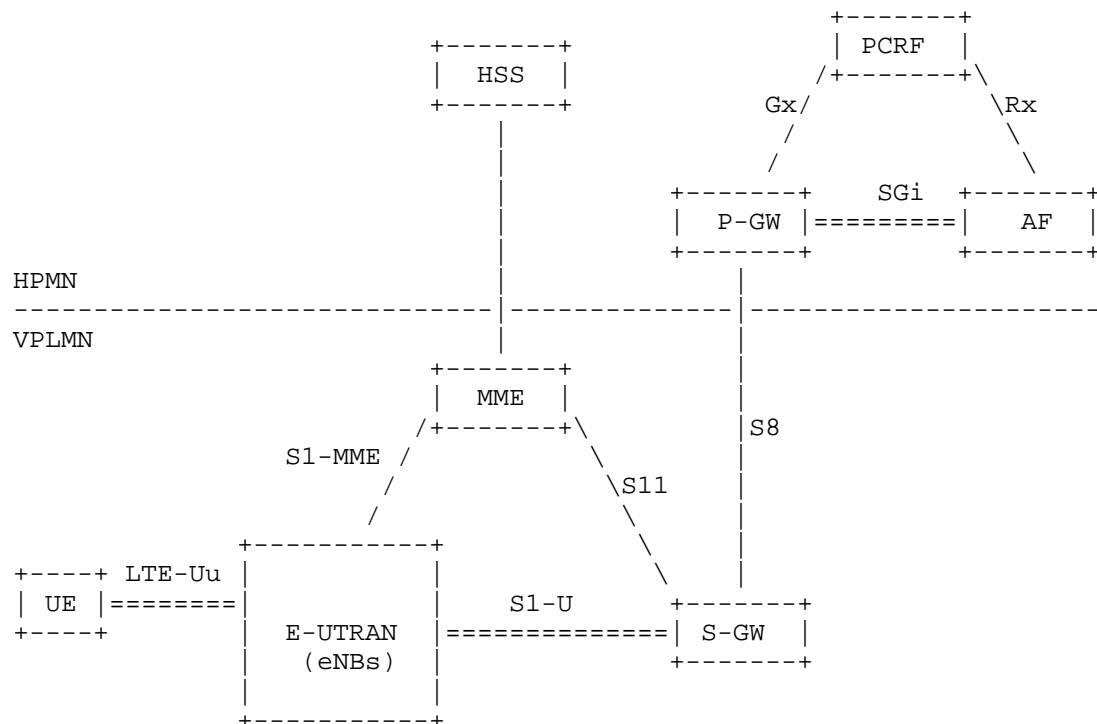 PCRF
HSS
Gx Rx
SGi
P-GW AF
HPMN
VPLMN
MME
S8
S1-MME
S11
LTE-Uu
UE S1-U
E-UTRAN S-GW
(eNBs)